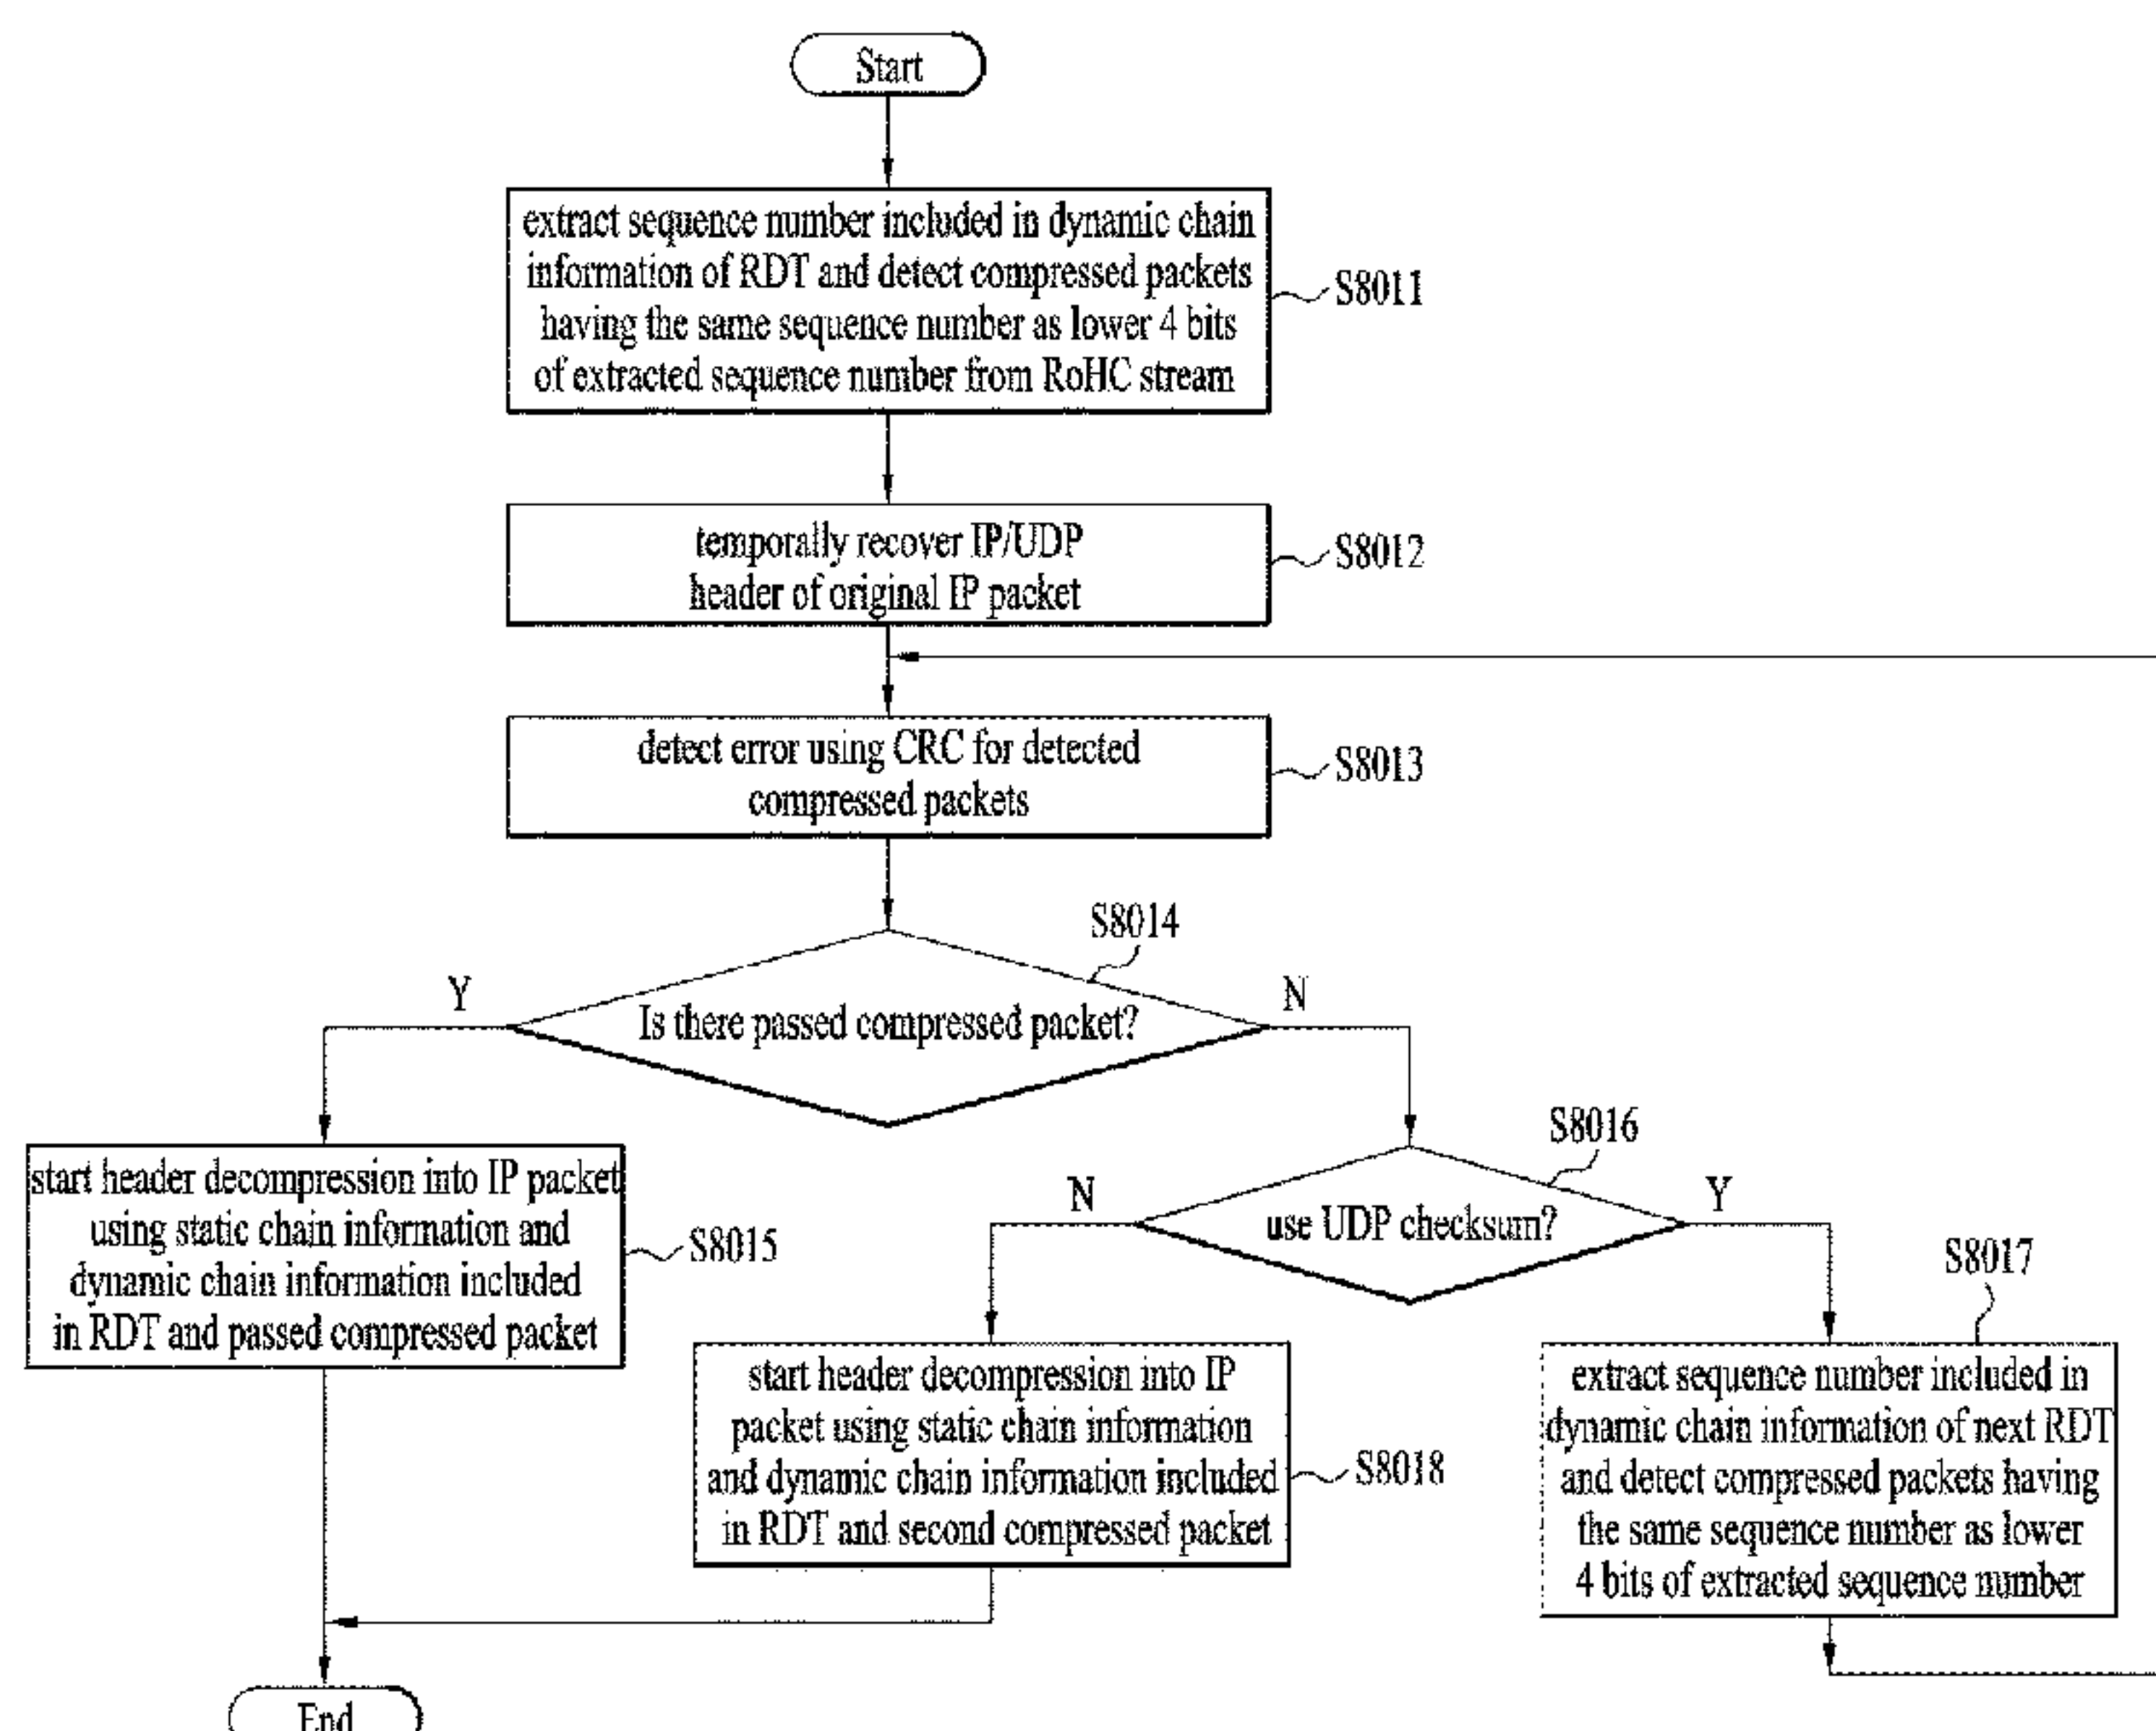 Start
extract sequence number included in dynamic chain
information of RDT and detect compressed packets
having the same sequence number as lower 4 bits
of extracted sequence number from RoHC stream
S8011
temporally recover IP/UDP
header of original IP packet
S8012
detect error using CRC for detected
compressed packets
S8013
S8014
Y
Is there passed compressed packet?
N
start header decompression into IP packet
using static chain information and
dynamic chain information included
in RDT and passed compressed packet
S8015
S8016
N
use UDP checksum?
Y
S8017
start header decompression into IP
packet using static chain information
and dynamic chain information included
in RDT and second compressed packet
S8018
extract sequence number included in
dynamic chain information of next RDT
and detect compressed packets having
the same sequence number as lower
4 bits of extracted sequence number
End